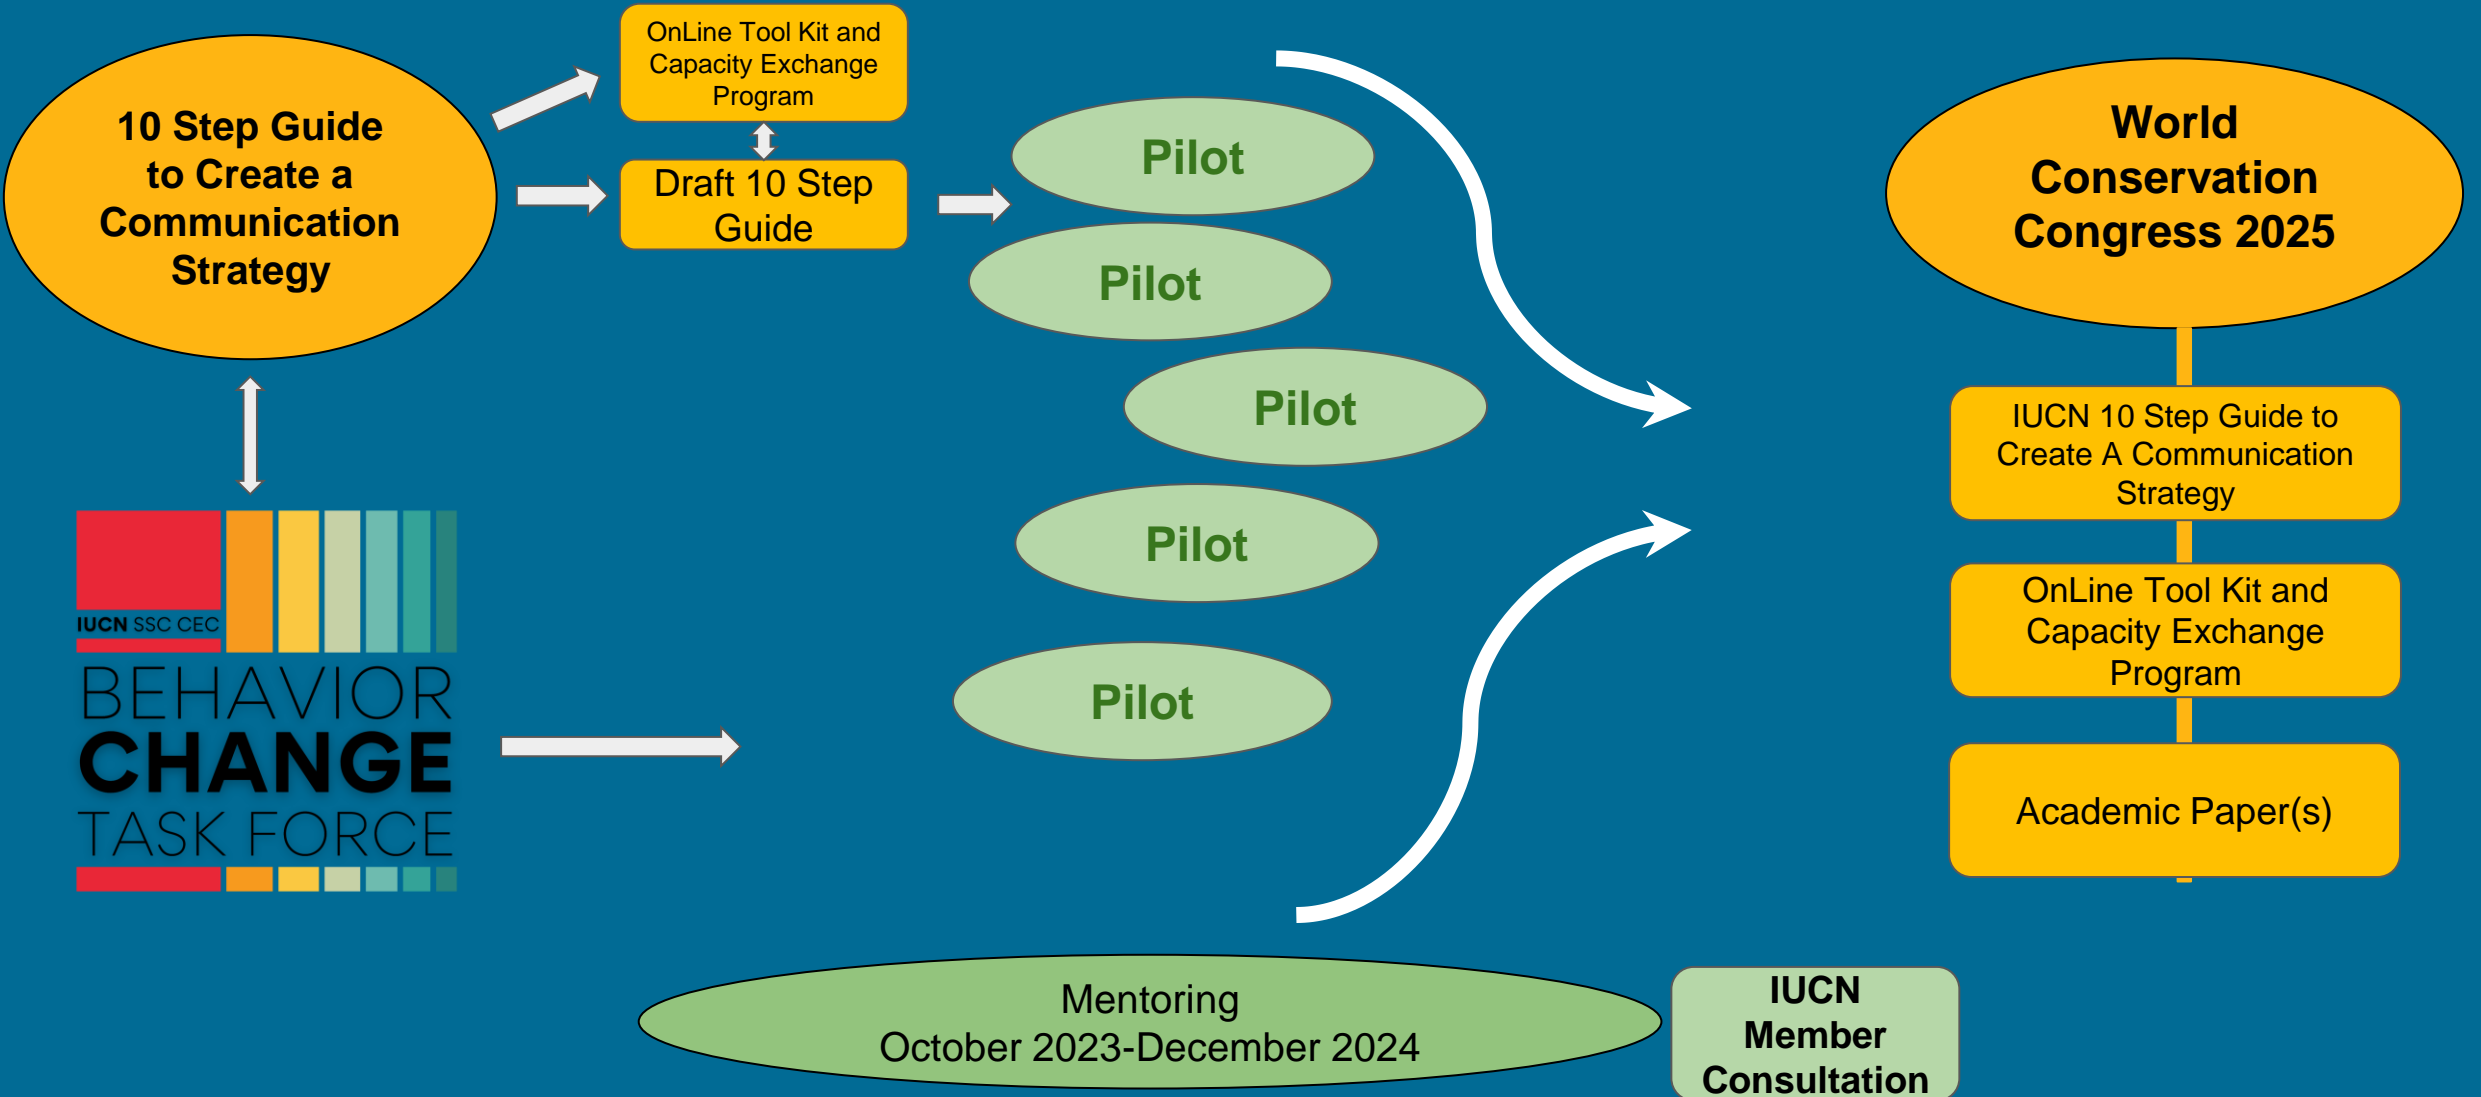 10 Step Guide
to Create a
Communication
Strategy
OnLine Tool Kit and
Capacity Exchange
Program
Draft 10 Step
Guide
Pilot
Pilot
Pilot
Pilot
Pilot
IUCN SSC CEC
BEHAVIOR
CHANGE
TASK FORCE
World
Conservation
Congress 2025
IUCN 10 Step Guide to
Create A Communication
Strategy
OnLine Tool Kit and
Capacity Exchange
Program
Academic Paper(s)
Mentoring
October 2023-December 2024
IUCN
Member
Consultation